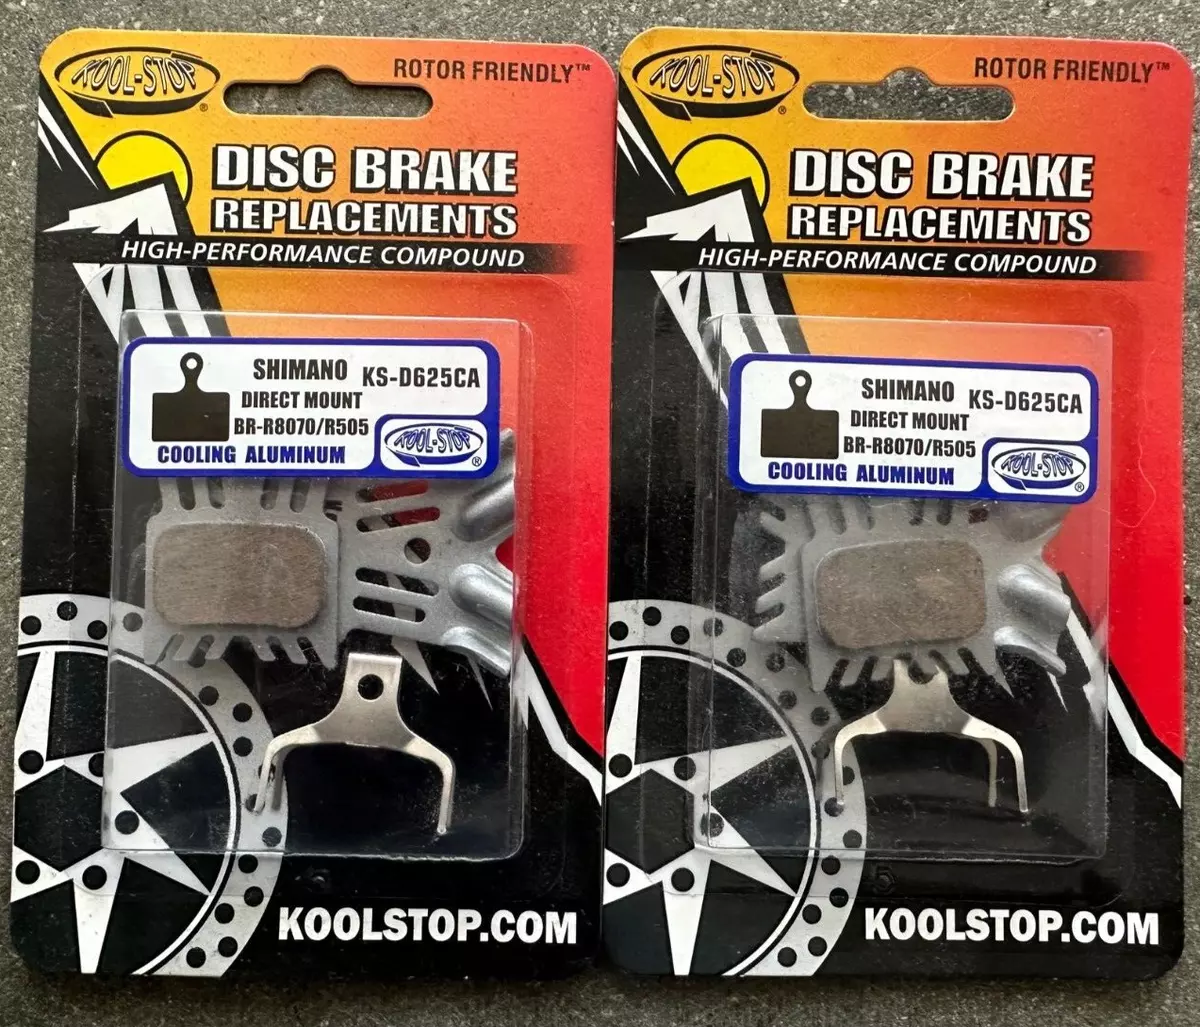 KOOL-STOP®
ROTOR FRIENDLY™
DISC BRAKE
REPLACEMENTS
HIGH-PERFORMANCE COMPOUND
SHIMANO KS-D625CA
DIRECT MOUNT
BR-R8070/R505
COOLING ALUMINUM
KOOL-STOP®
KOOLSTOP.COM
KOOL-STOP®
ROTOR FRIENDLY™
DISC BRAKE
REPLACEMENTS
HIGH-PERFORMANCE COMPOUND
SHIMANO KS-D625CA
DIRECT MOUNT
BR-R8070/R505
COOLING ALUMINUM
KOOL-STOP®
KOOLSTOP.COM